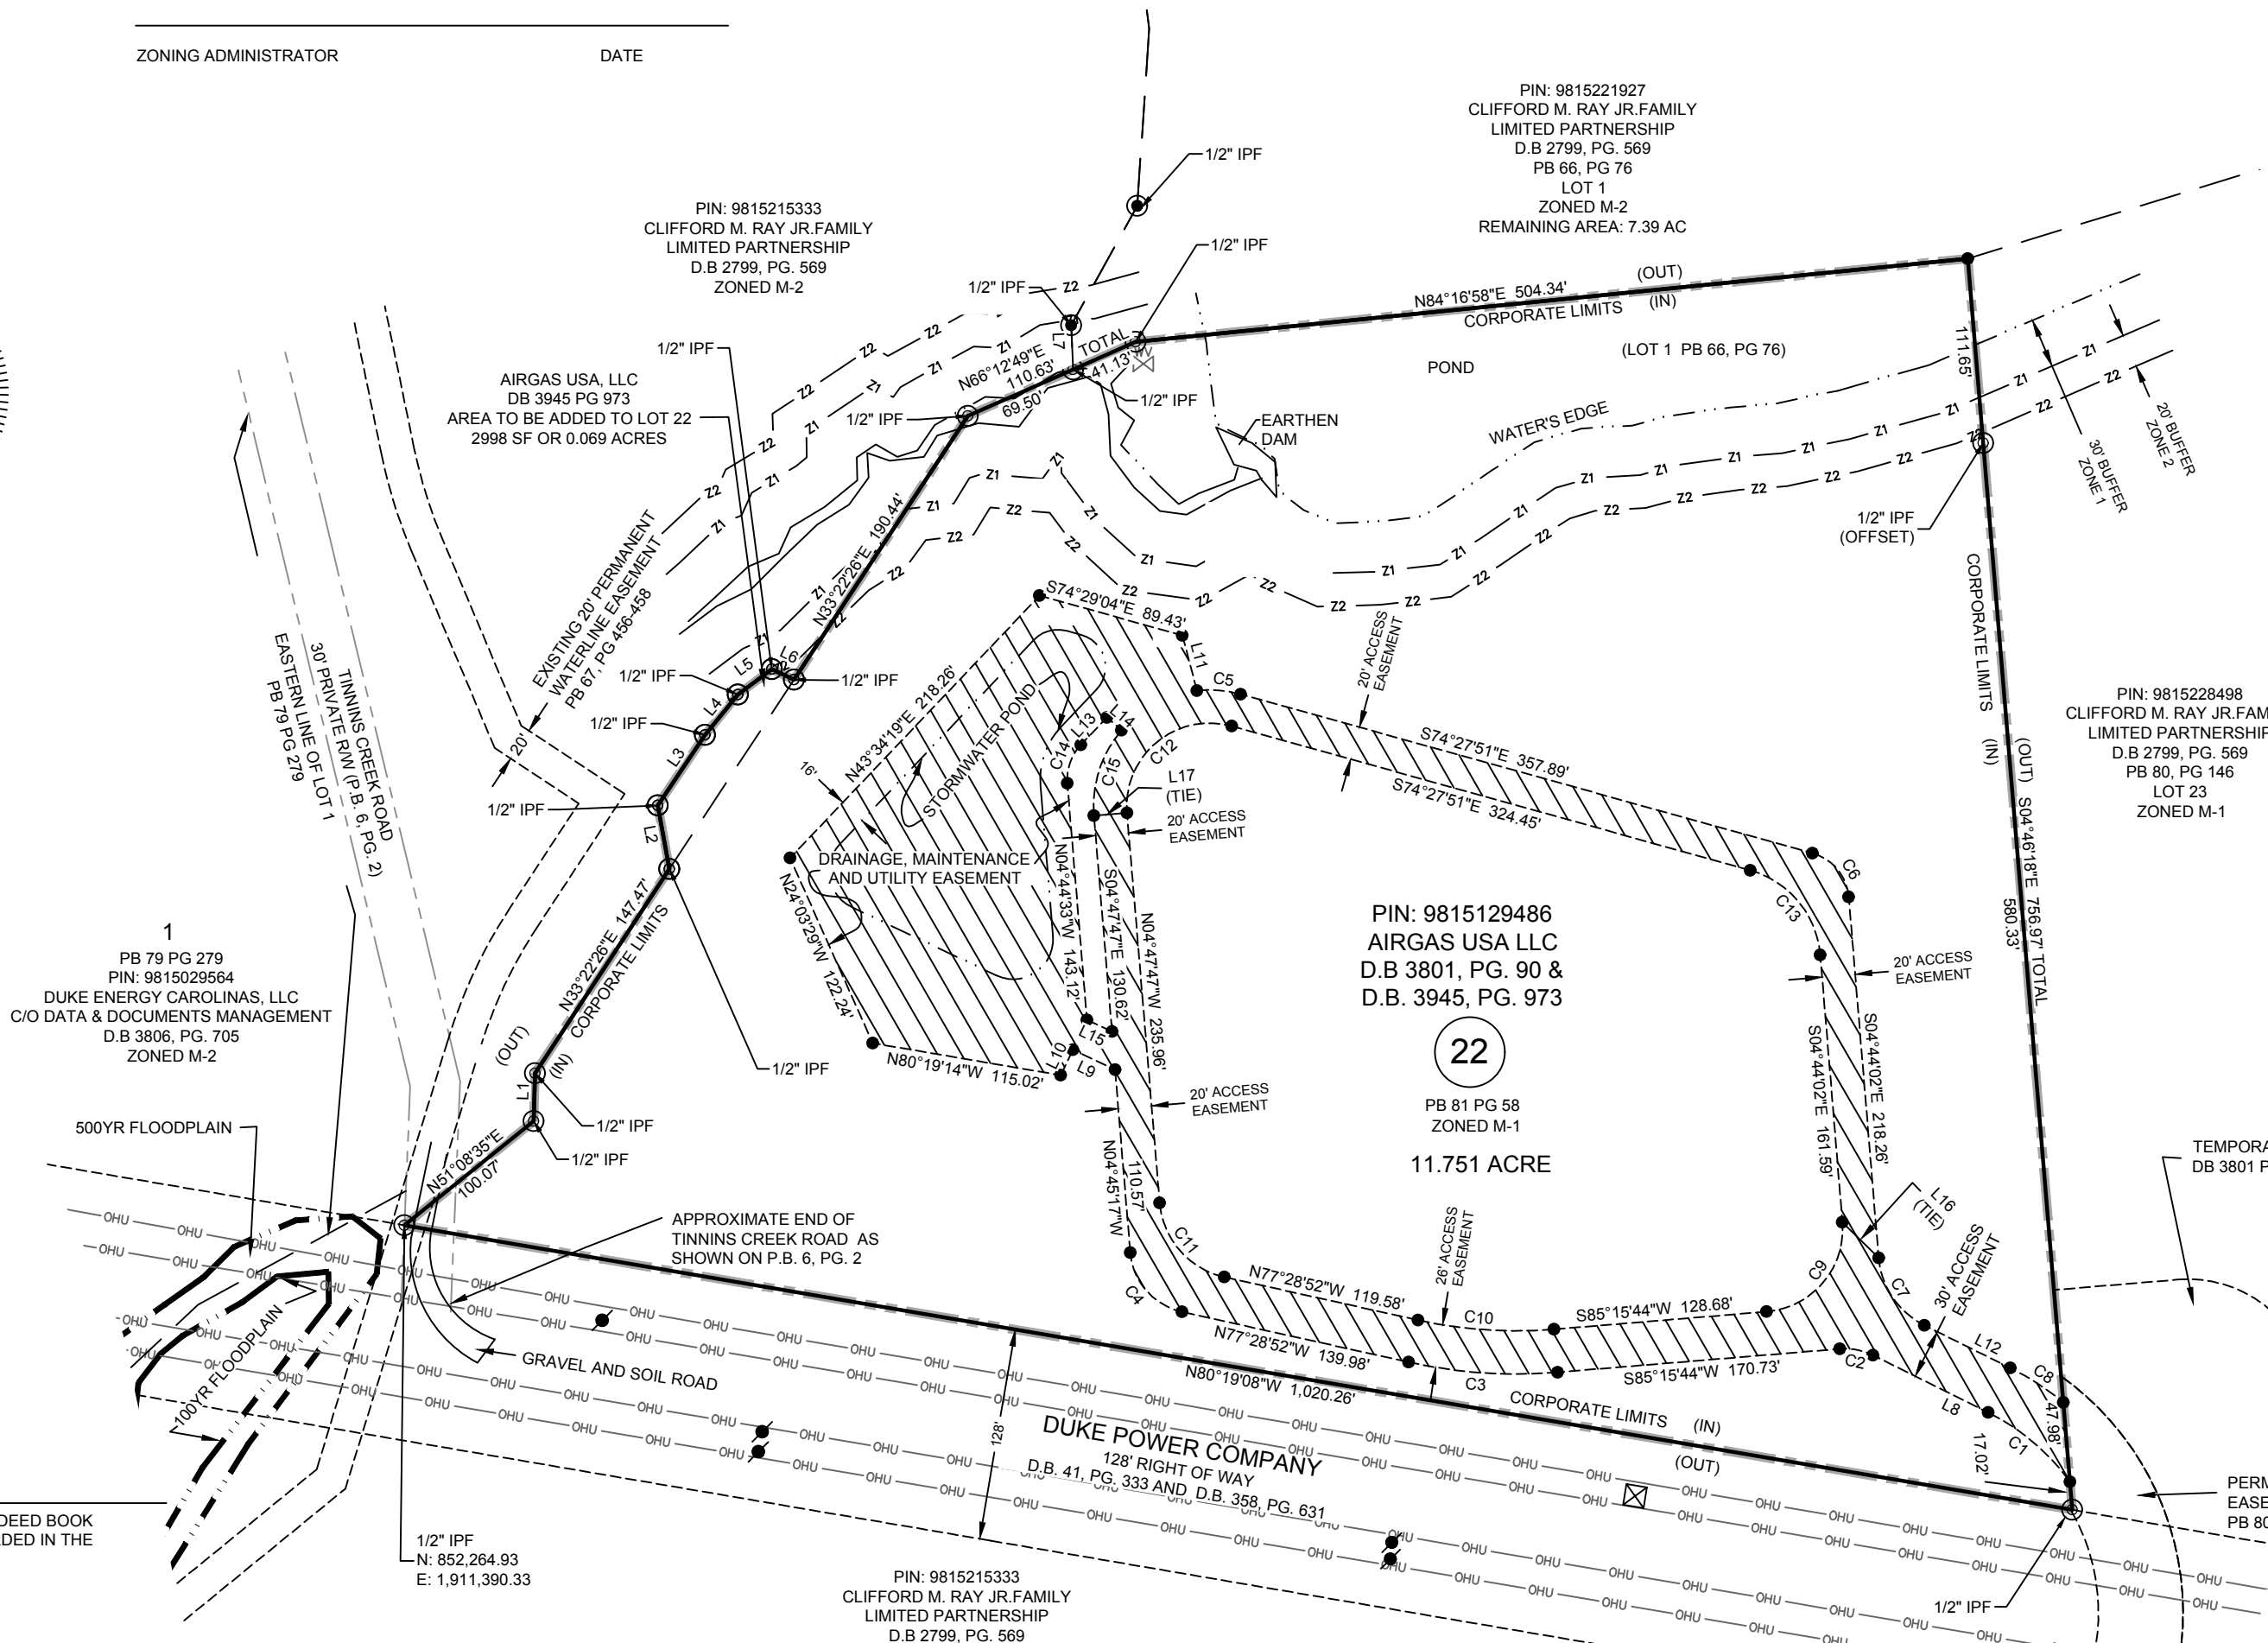 ZONING ADMINISTRATOR DATE
PIN: 9815221927
CLIFFORD M. RAY JR.FAMILY
LIMITED PARTNERSHIP
D.B 2799, PG. 569
PB 66, PG 76
LOT 1
ZONED M-2
REMAINING AREA: 7.39 AC
1/2" IPF
PIN: 9815215333
CLIFFORD M. RAY JR.FAMILY
LIMITED PARTNERSHIP
D.B 2799, PG. 569
ZONED M-2
1/2" IPF
1/2" IPF
Z2
N84°16'58"E 504.34'
(OUT)
CORPORATE LIMITS (IN)
(LOT 1 PB 66, PG 76)
POND
L7
TOTAL
N66°12'49"E
110.63'
41.13'
69.50'
1/2" IPF
1/2" IPF
1/2" IPF
AIRGAS USA, LLC
DB 3945 PG 973
AREA TO BE ADDED TO LOT 22
2998 SF OR 0.069 ACRES
EARTHEN
DAM
WATER'S EDGE
111.65'
Z1
Z2
20' BUFFER
ZONE 2
30' BUFFER
ZONE 1
1/2" IPF
(OFFSET)
CORPORATE LIMITS (IN)
(OUT) S04°46'18"E 756.97' TOTAL
580.33'
PIN: 9815228498
CLIFFORD M. RAY JR.FAM
LIMITED PARTNERSHIP
D.B 2799, PG. 569
PB 80, PG 146
LOT 23
ZONED M-1
EXISTING 20' PERMANENT
WATERLINE EASEMENT
PB 67, PG 456-458
20'
N33°22'26"E 190.44'
L6
L5
L4
L3
L2
1/2" IPF
1/2" IPF
1/2" IPF
1/2" IPF
TINNINS CREEK ROAD
30' PRIVATE R/W (P.B. 6, PG. 2)
EASTERN LINE OF LOT 1
PB 79 PG 279
S74°29'04"E 89.43'
L11
C5
20' ACCESS
EASEMENT
S74°27'51"E 357.89'
S74°27'51"E 324.45'
N43°34'19"E 218.26'
16'
STORMWATER POND
L13
L14
C14
C15
C12
L17
(TIE)
20' ACCESS
EASEMENT
DRAINAGE, MAINTENANCE
AND UTILITY EASEMENT
N24°03'29"W 122.24'
N04°44'33"W 143.12'
S04°47'47"E 130.62'
N04°47'47"W 235.96'
N80°19'14"W 115.02'
L10
L9
L15
C6
C13
20' ACCESS
EASEMENT
S04°44'02"E 161.59'
S04°44'02"E 218.26'
PIN: 9815129486
AIRGAS USA LLC
D.B 3801, PG. 90 &
D.B. 3945, PG. 973
22
PB 81 PG 58
ZONED M-1
11.751 ACRE
1
PB 79 PG 279
PIN: 9815029564
DUKE ENERGY CAROLINAS, LLC
C/O DATA & DOCUMENTS MANAGEMENT
D.B 3806, PG. 705
ZONED M-2
N33°22'26"E 147.47'
CORPORATE LIMITS
(OUT)
(IN)
L1
1/2" IPF
1/2" IPF
1/2" IPF
500YR FLOODPLAIN
N51°08'35"E
100.07'
20' ACCESS
EASEMENT
N04°45'17"W 110.57'
C11
C4
26' ACCESS
EASEMENT
L16
(TIE)
30' ACCESS
EASEMENT
TEMPORA
DB 3801 P
APPROXIMATE END OF
TINNINS CREEK ROAD AS
SHOWN ON P.B. 6, PG. 2
N77°28'52"W 119.58'
C10
S85°15'44"W 128.68'
C9
C7
L12
C8
N77°28'52"W 139.98'
C3
S85°15'44"W 170.73'
C2
L8
C1
47.98'
17.02'
N80°19'08"W 1,020.26'
CORPORATE LIMITS (IN)
(OUT)
GRAVEL AND SOIL ROAD
100YR FLOODPLAIN
OHU
128'
DUKE POWER COMPANY
128' RIGHT OF WAY
D.B. 41, PG. 333 AND D.B. 358, PG. 631
PERM
EASE
PB 80
DEED BOOK
DED IN THE
1/2" IPF
N: 852,264.93
E: 1,911,390.33
PIN: 9815215333
CLIFFORD M. RAY JR.FAMILY
LIMITED PARTNERSHIP
D.B 2799, PG. 569
1/2" IPF